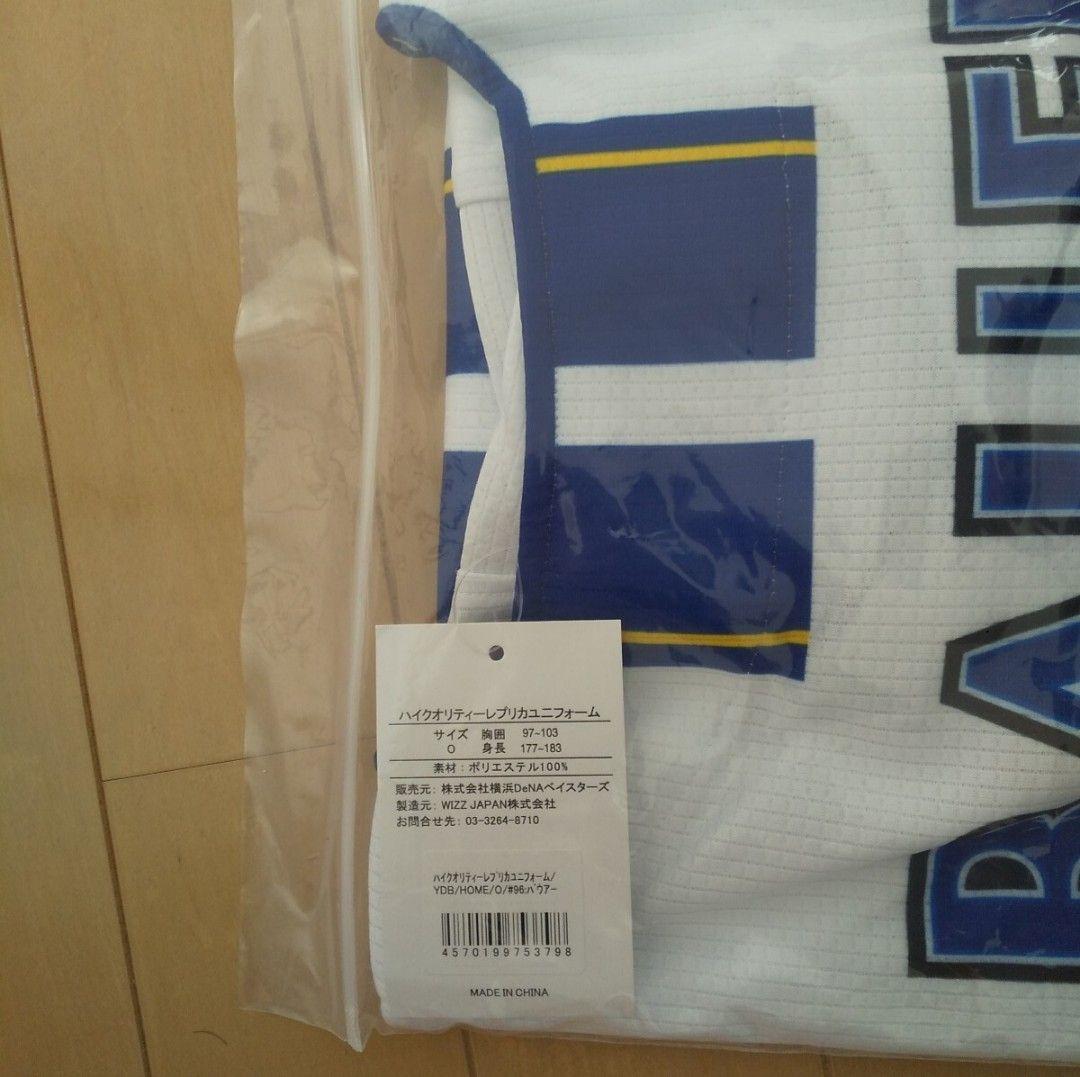 BAUE
ハイクオリティーレプリカユニフォーム
サイズ 胸囲 97~103
O 身長 177~183
素材：ポリエステル100%
販売元：株式会社横浜DeNAベイスターズ
製造元：WIZZ JAPAN株式会社
お問合せ先：03-3264-8710
ハイクオリティーレプリカユニフォーム/
YDB/HOME/O/#96:バウアー
4570199753798
MADE IN CHINA